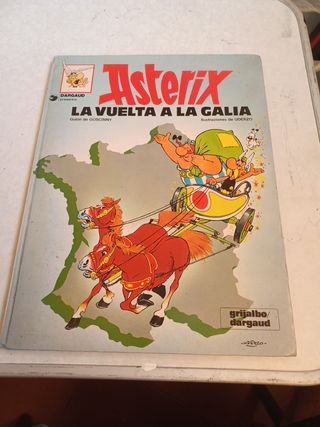 Asterix
DARGAUD
LA VUELTA A LA GALIA
Guión de GOSCINNY Ilustraciones de UDERZO
grijalbo/
dargaud